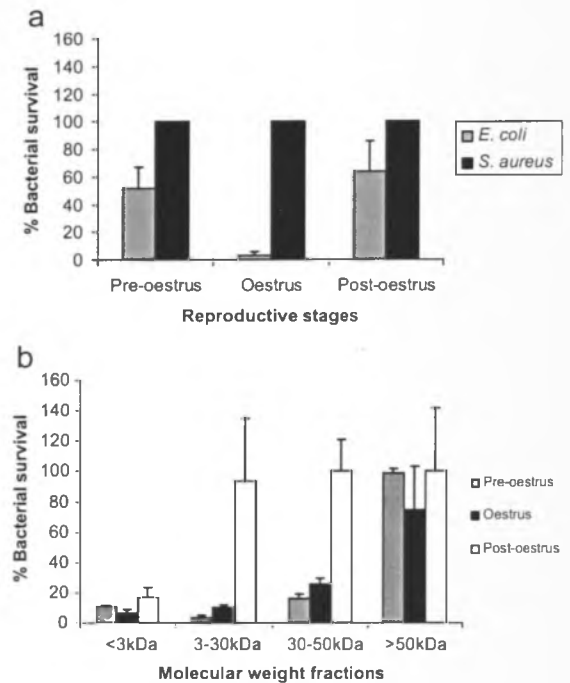 a
160
140
120
100
80
60
40
20
0
% Bacterial survival
Pre-oestrus Oestrus Post-oestrus
Reproductive stages
E. coli
S. aureus
b
160
140
120
100
80
60
40
20
0
% Bacterial survival
<3kDa 3-30kDa 30-50kDa >50kDa
Molecular weight fractions
Pre-oestrus
Oestrus
Post-oestrus